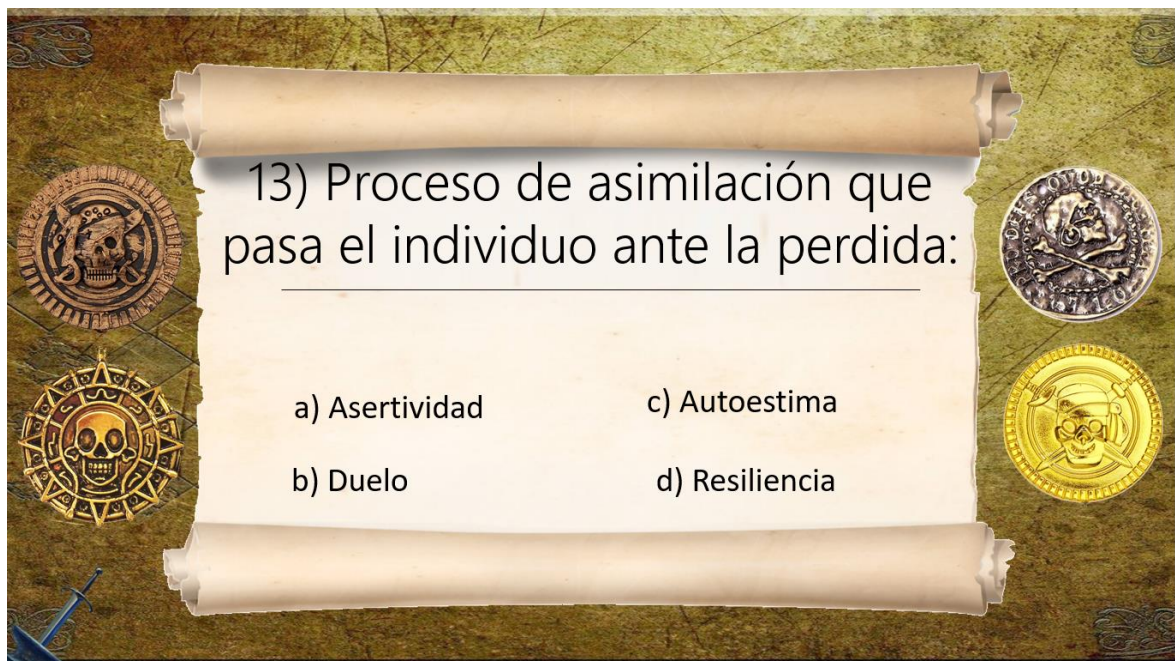 13) Proceso de asimilación que
pasa el individuo ante la perdida:
a) Asertividad
b) Duelo
c) Autoestima
d) Resiliencia